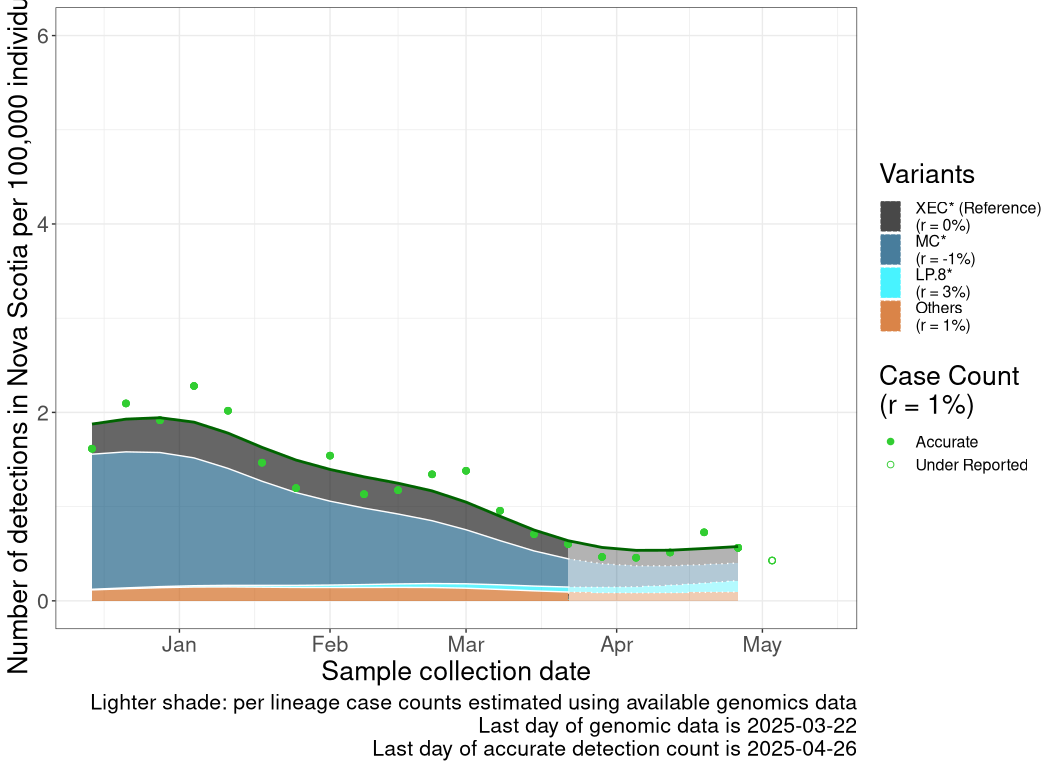 Number of detections in Nova Scotia per 100,000
6
4
2
0
Jan Feb Mar Apr May
Sample collection date
Variants
XEC* (Reference)
(r = 0%)
MC*
(r = -1%)
LP.8*
(r = 3%)
Others
(r = 1%)
Case Count
(r = 1%)
Accurate
Under Reported
Lighter shade: per lineage case counts estimated using available genomics data
Last day of genomic data is 2025-03-22
Last day of accurate detection count is 2025-04-26